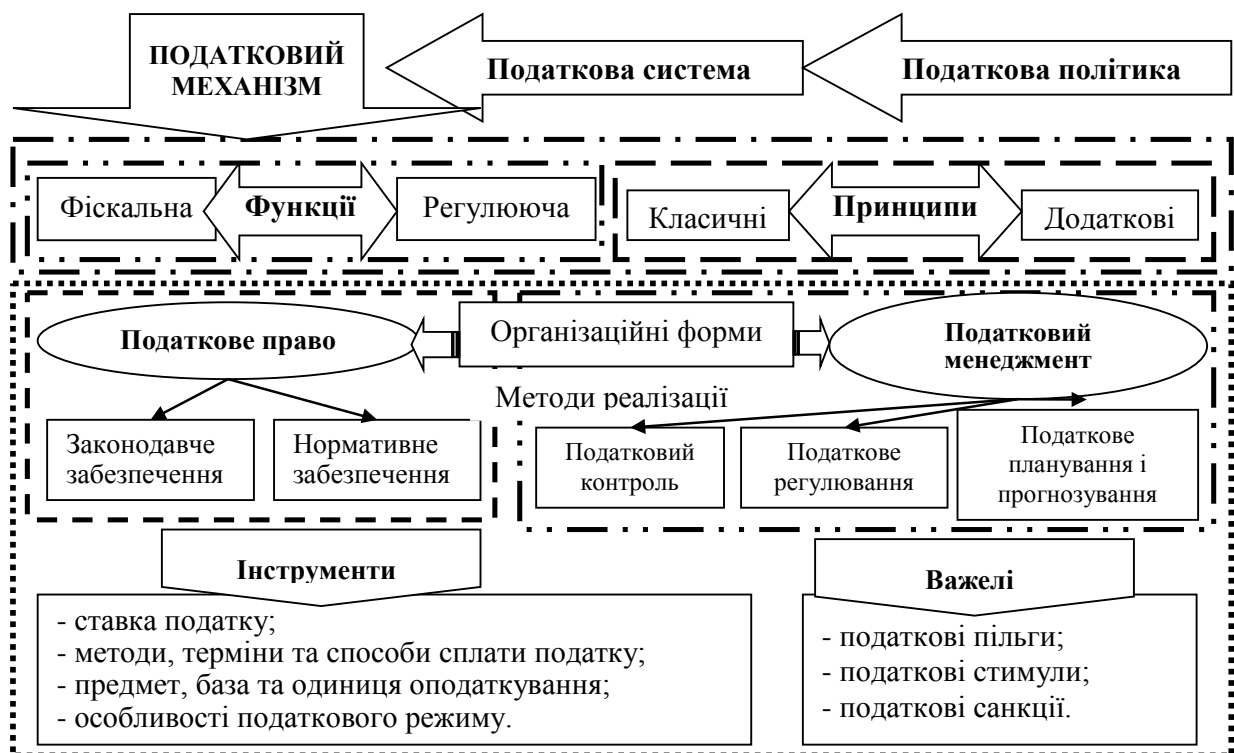 ПОДАТКОВИЙ
МЕХАНІЗМ
Податкова система
Податкова політика
Фіскальна
Функції
Регулююча
Класичні
Принципи
Додаткові
Податкове право
Організаційні форми
Податковий
менеджмент
Методи реалізації
Законодавче
забезпечення
Нормативне
забезпечення
Податковий
контроль
Податкове
регулювання
Податкове
планування і
прогнозування
Інструменти
- ставка податку;
- методи, терміни та способи сплати податку;
- предмет, база та одиниця оподаткування;
- особливості податкового режиму.
Важелі
- податкові пільги;
- податкові стимули;
- податкові санкції.